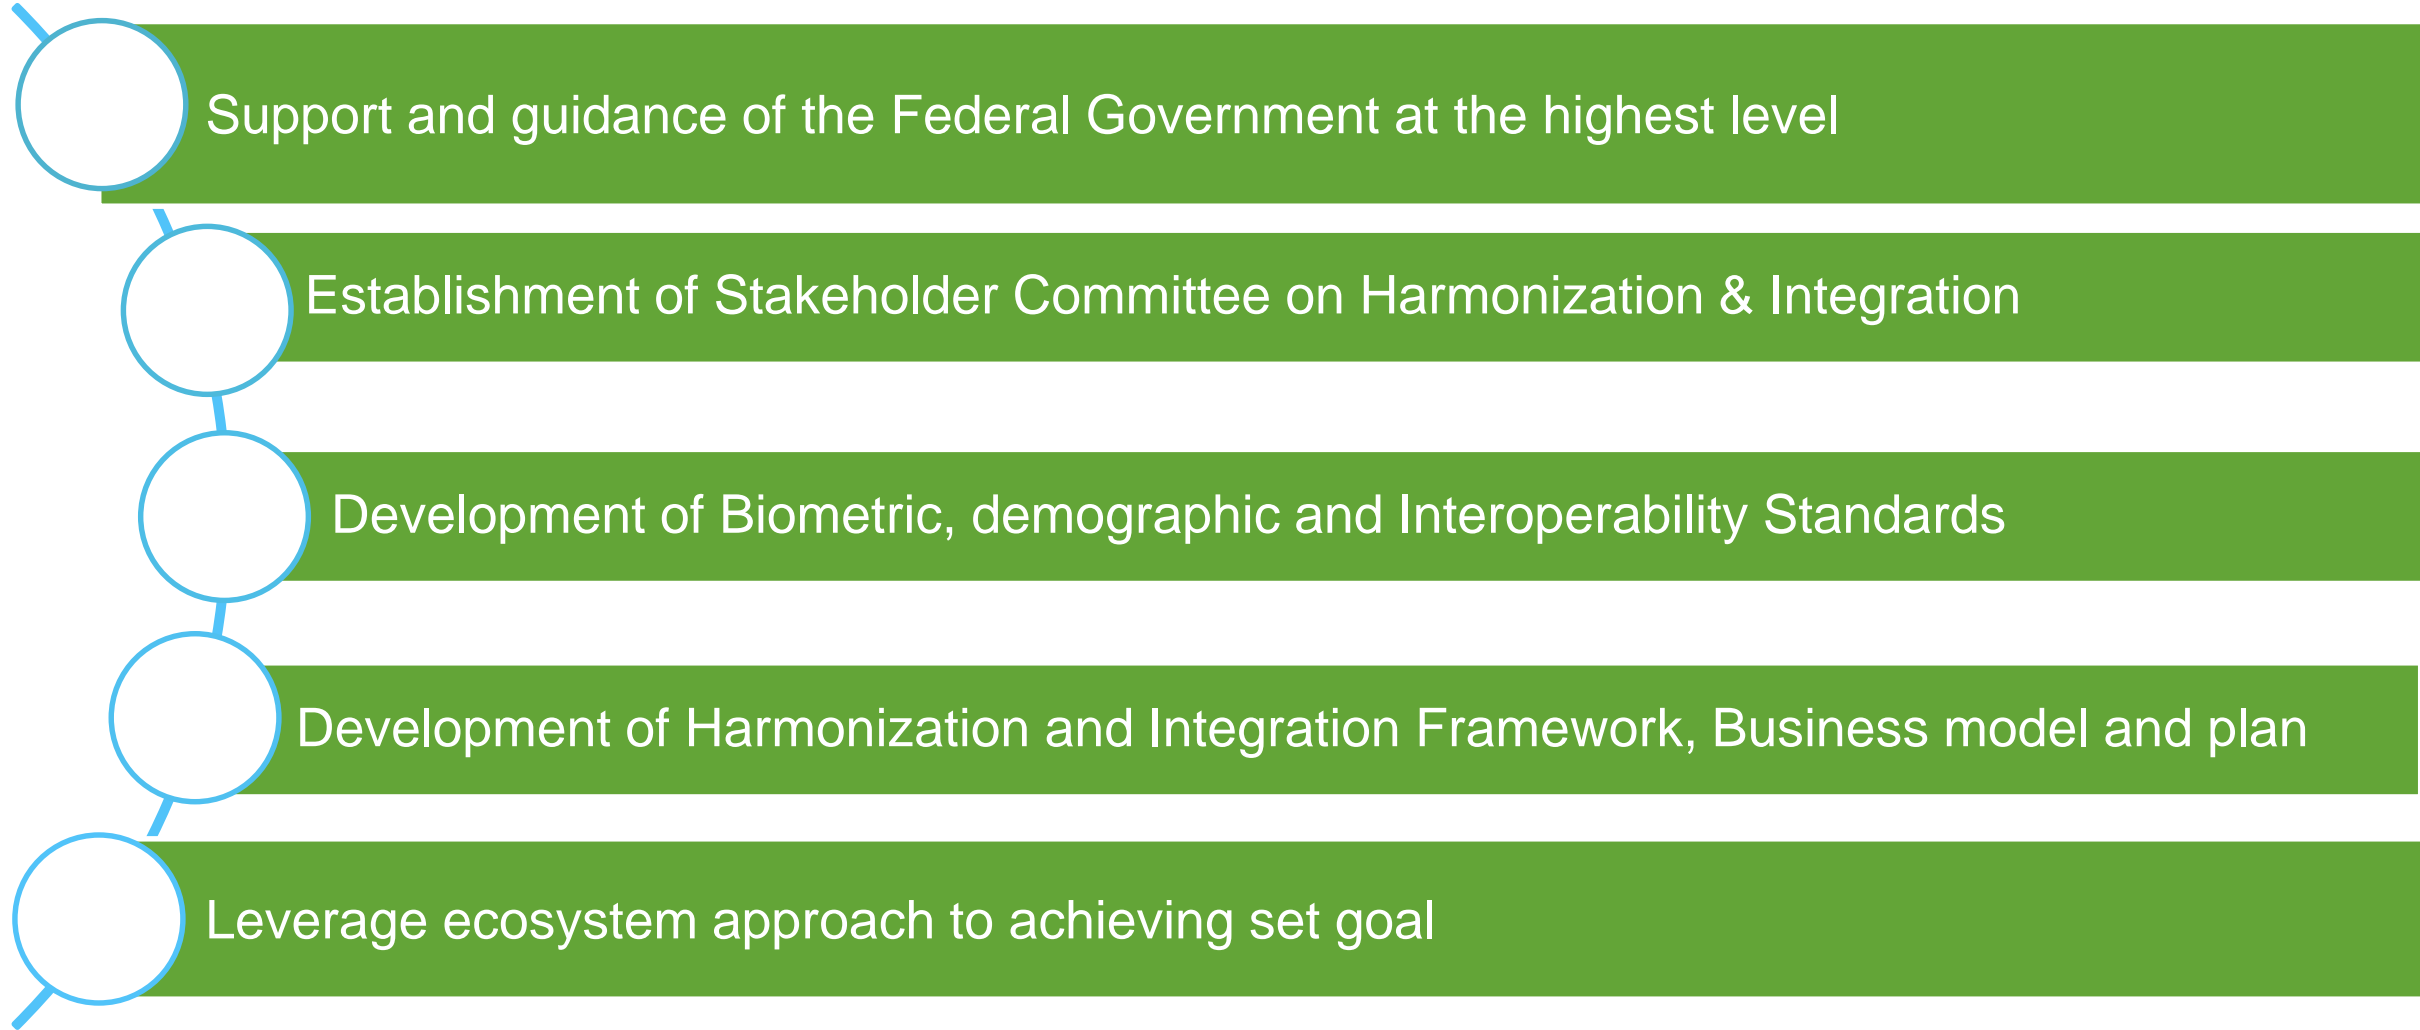 Support and guidance of the Federal Government at the highest level
Establishment of Stakeholder Committee on Harmonization & Integration
Development of Biometric, demographic and Interoperability Standards
Development of Harmonization and Integration Framework, Business model and plan
Leverage ecosystem approach to achieving set goal